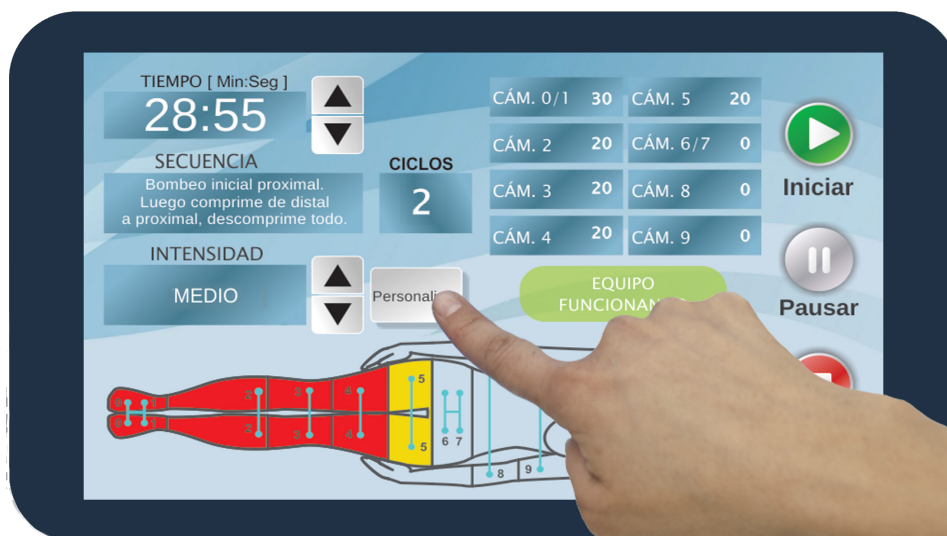 TIEMPO [ Min:Seg ]
28:55
SECUENCIA
Bombeo inicial proximal.
Luego comprime de distal
a proximal, descomprime todo.
CICLOS
2
INTENSIDAD
MEDIO
CÁM. 0/1 30
CÁM. 5 20
CÁM. 2 20
CÁM. 6/7 0
CÁM. 3 20
CÁM. 8 0
CÁM. 4 20
CÁM. 9 0
EQUIPO
Iniciar
Pausar
5
5
6 7
8
9